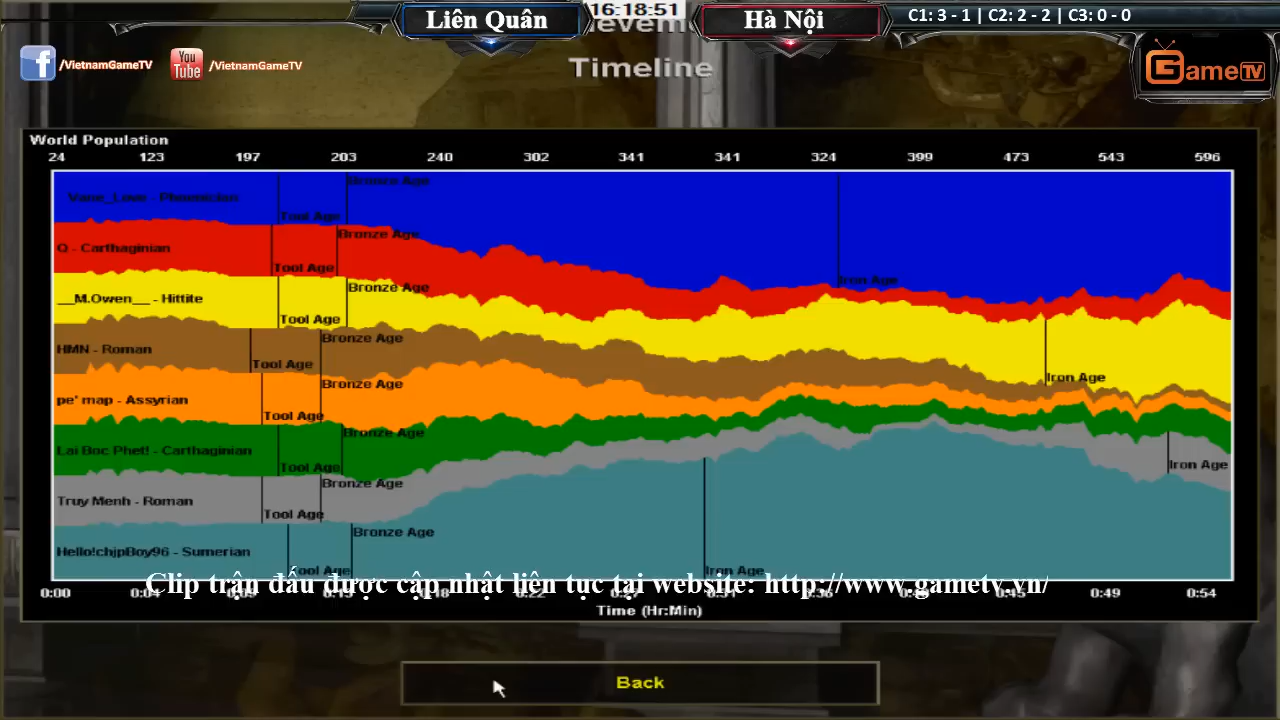 Liên Quân
16-18-51
Hà Nội
C1: 3 - 1 | C2: 2 - 2 | C3: 0 - 0
/VietnamGameTV
You Tube
/VietnamGameTV
Timeline
GameTV
World Population
24 123 197 203 240 302 341 341 324 399 473 543 596
Bronze Age
Tool Age
Iron Age
Q - Carthaginian
Bronze Age
Tool Age
__M.Owen__ - Hittite
Bronze Age
Tool Age
Iron Age
HMN - Roman
Bronze Age
Tool Age
pe' map - Assyrian
Bronze Age
Tool Age
Lai Boc Phet! - Carthaginian
Bronze Age
Tool Age
Truy Menh - Roman
Bronze Age
Tool Age
Iron Age
Hello!chjpBoy96 - Sumerian
Bronze Age
Tool Age
Iron Age
Clip trận đấu được cập nhật liên tục tại website: http://www.gametv.vn/
0:00 0:04 0:49 0:54
Time (Hr:Min)
Back